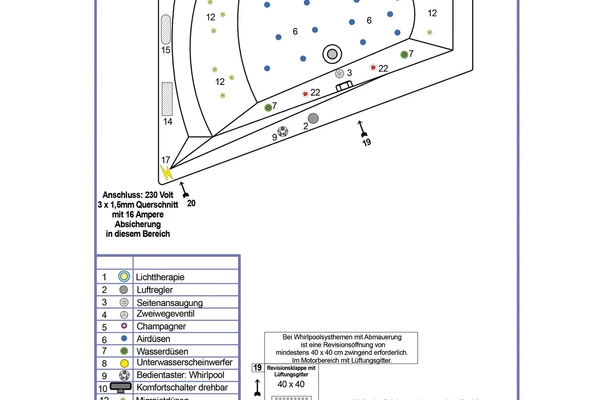 12
12
6
6
12
15
7
3
22
22
7
14
2
9
19
17
20
Anschluss: 230 Volt
3 x 1,5mm Querschnitt
mit 16 Ampere
Absicherung
in diesem Bereich
1 Lichttherapie
2 Luftregler
3 Seitenansaugung
4 Zweiwegeventil
5 Champagner
6 Airdüsen
7 Wasserdüsen
8 Unterwasserscheinwerfer
9 Bedientaster: Whirlpool
10 Komfortschalter drehbar
12 Microjetdüsen
Bei Whirlpoolsysthemen mit Abmauerung
ist eine Revisionsöffnung von
mindestens 40 x 40 cm zwingend erforderlich.
Im Motorbereich mit Lüftungsgitter.
19 Revisionsklappe mit
Lüftungsgitter
40 x 40